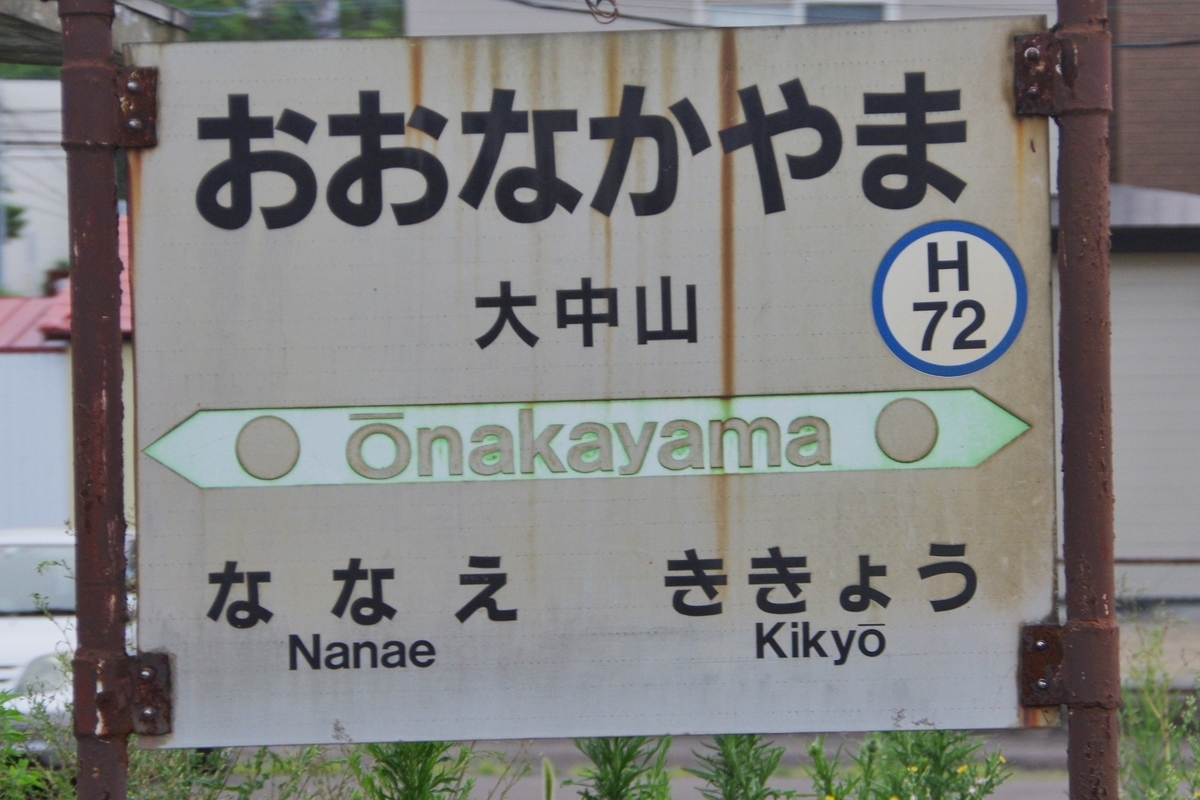 おおなかやま
大中山
H
72
Ōnakayama
ななえ ききょう
Nanae Kikyō